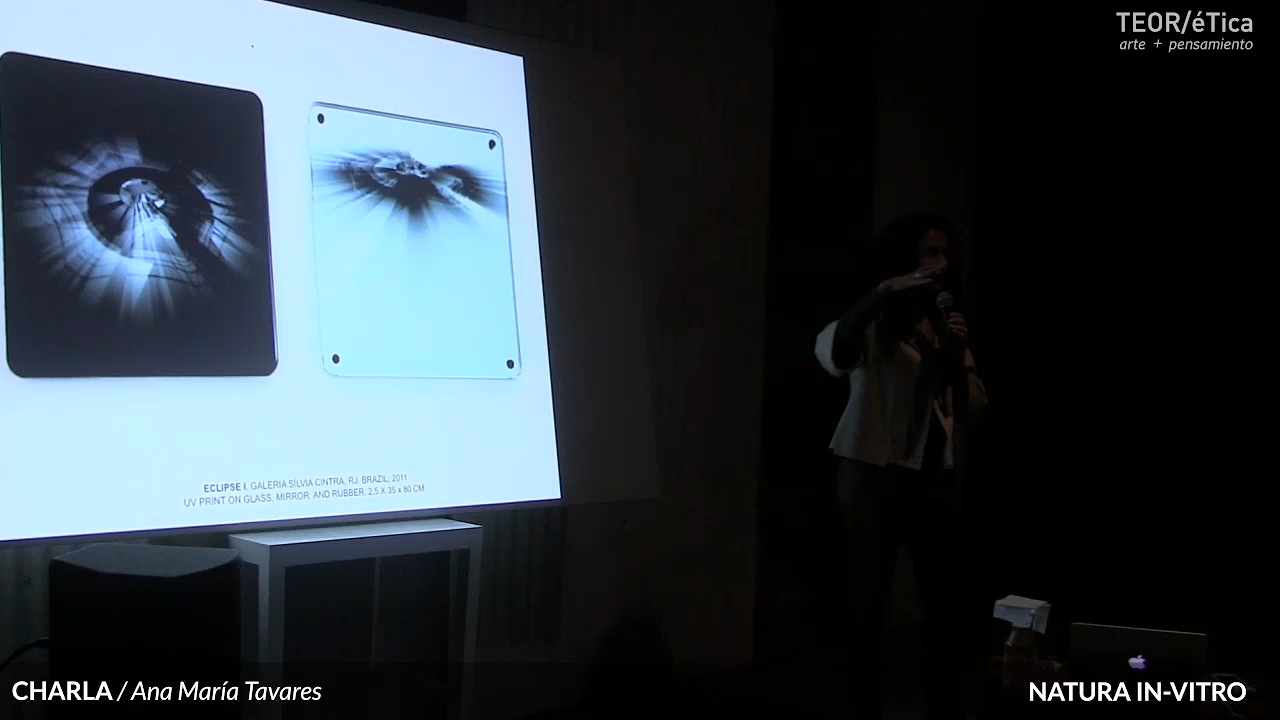 TEOR/éTica
arte + pensamiento
ECLIPSE I, GALERIA SÍLVIA CINTRA, RJ, BRAZIL, 2011
UV PRINT ON GLASS, MIRROR, AND RUBBER. 2,5 X 35 x 80 CM
CHARLA / Ana María Tavares
NATURA IN-VITRO